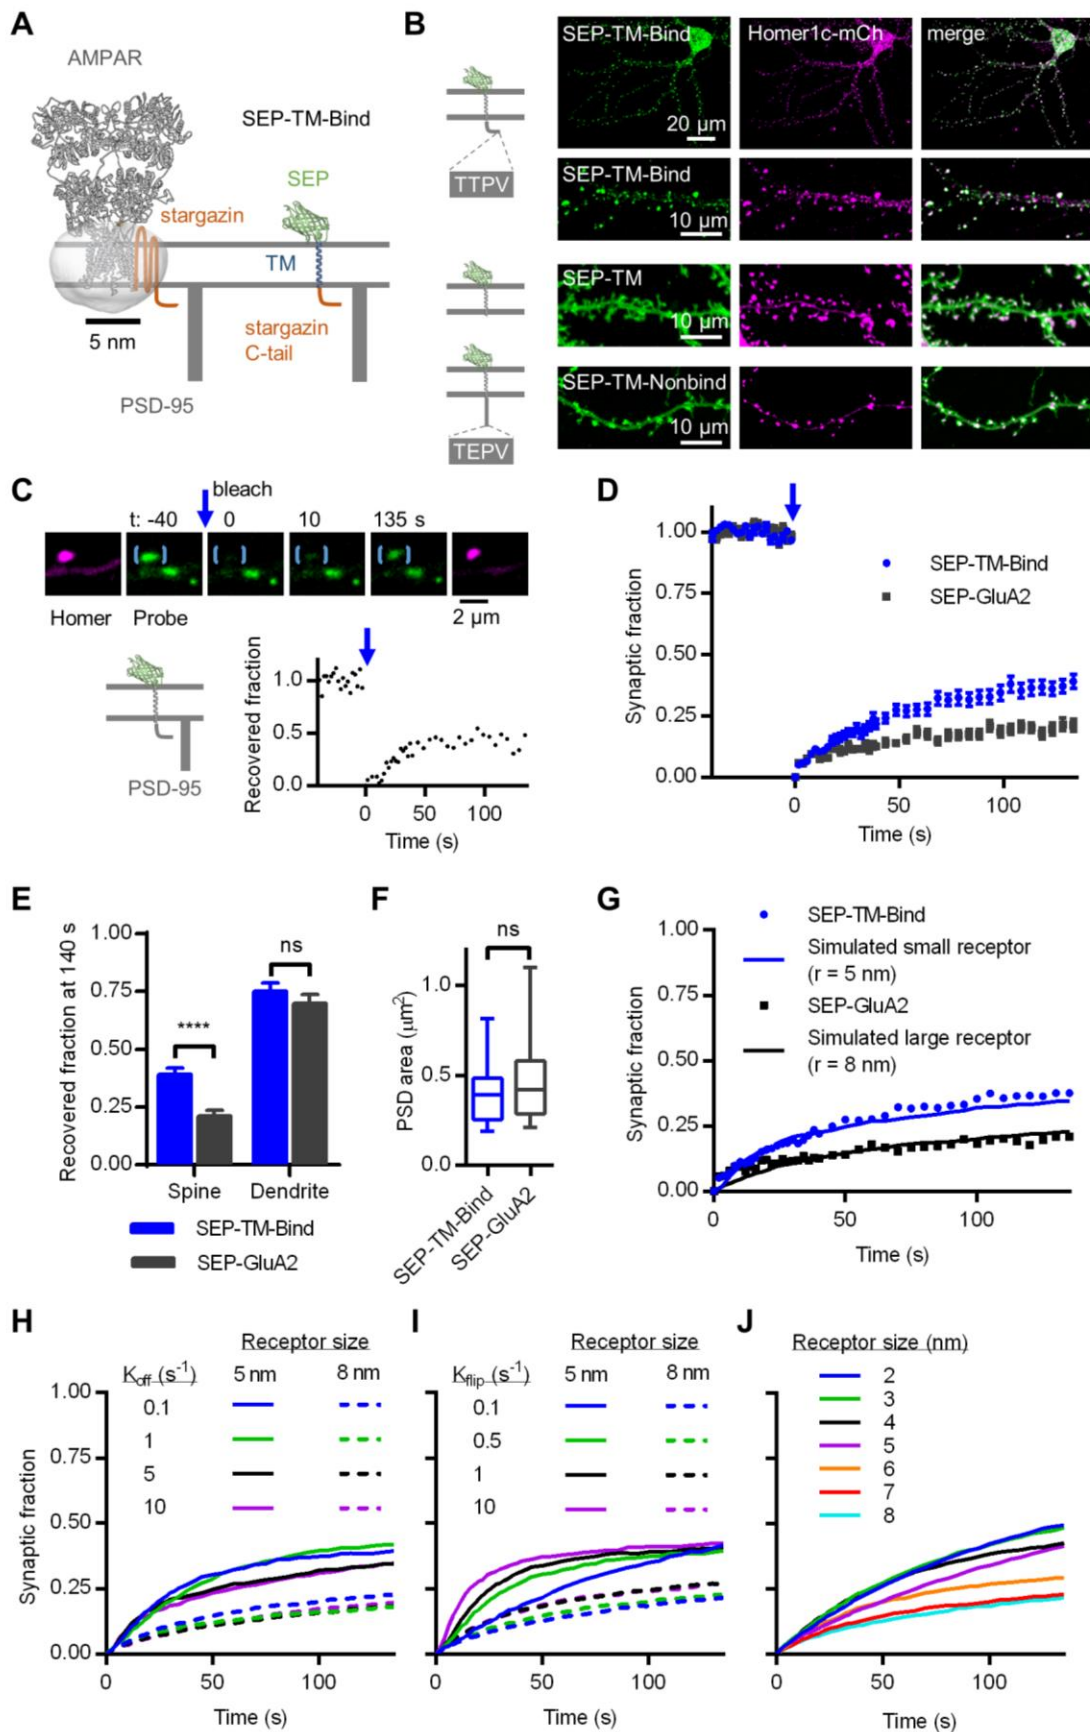 A
AMPAR
SEP-TM-Bind
SEP
stargazin
TM
5 nm
stargazin
C-tail
PSD-95
B
SEP-TM-Bind
Homer1c-mCh
merge
20 µm
TTPV
SEP-TM-Bind
10 µm
SEP-TM
10 µm
SEP-TM-Nonbind
10 µm
TEPV
C
bleach
t: -40
0
10
135 s
Homer
Probe
2 µm
PSD-95
Recovered fraction
1.0
0.5
0.0
0
50
100
Time (s)
D
Synaptic fraction
1.00
0.75
0.50
0.25
0.00
SEP-TM-Bind
SEP-GluA2
0
50
100
Time (s)
E
Recovered fraction at 140 s
1.00
0.75
0.50
0.25
0.00
****
ns
Spine
Dendrite
SEP-TM-Bind
SEP-GluA2
F
ns
PSD area (µm²)
1.0
0.5
0.0
SEP-TM-Bind
SEP-GluA2
G
Synaptic fraction
1.00
0.75
0.50
0.25
0.00
SEP-TM-Bind
Simulated small receptor
(r = 5 nm)
SEP-GluA2
Simulated large receptor
(r = 8 nm)
0
50
100
Time (s)
H
Receptor size
Koff (s⁻¹)
5 nm
8 nm
0.1
1
5
10
Synaptic fraction
1.00
0.75
0.50
0.25
0.00
0
50
100
Time (s)
I
Receptor size
Kflip (s⁻¹)
5 nm
8 nm
0.1
0.5
1
10
0
50
100
Time (s)
J
Receptor size (nm)
2
3
4
5
6
7
8
0
50
100
Time (s)